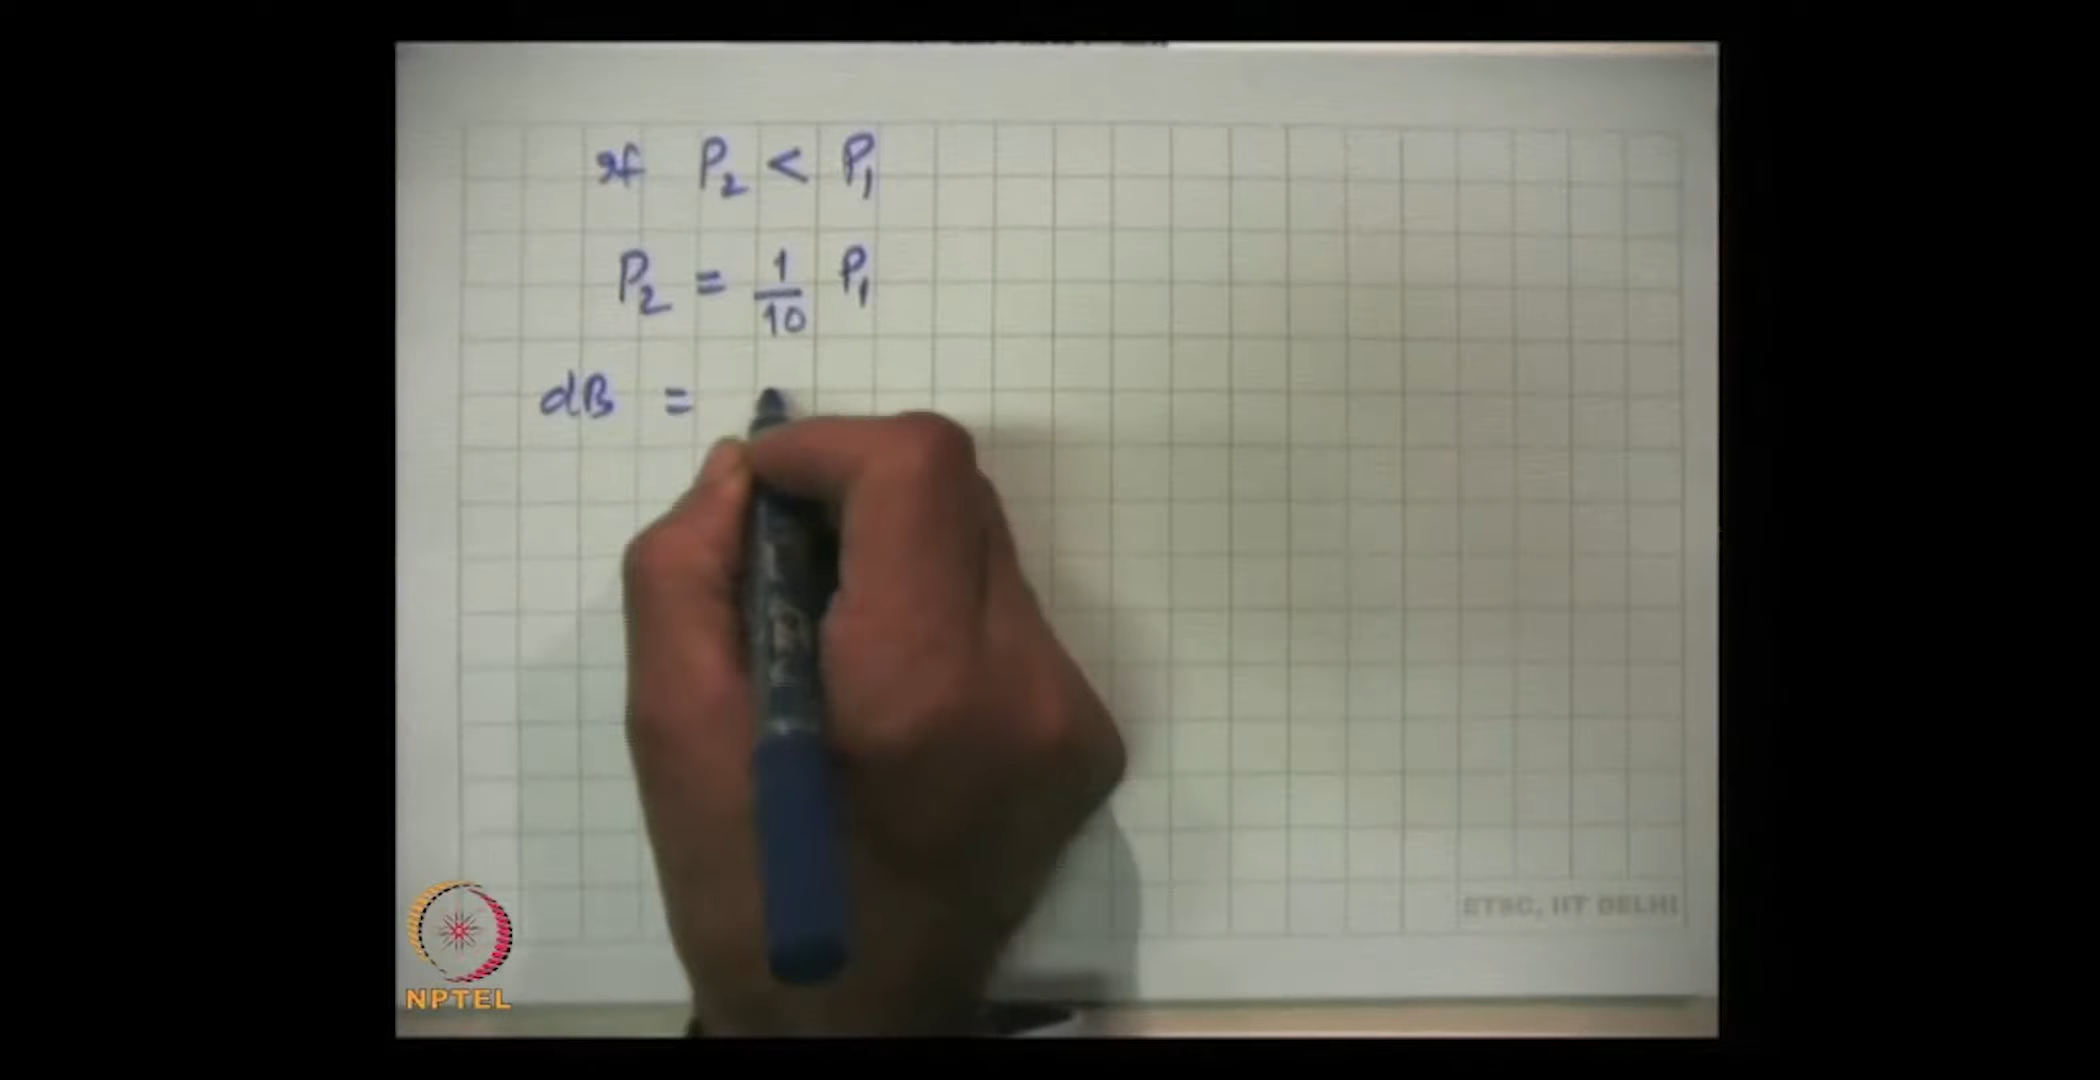 If P₂ < P₁
P₂ = 1/10 P₁
dB =
ETSC, IIT DELHI
NPTEL